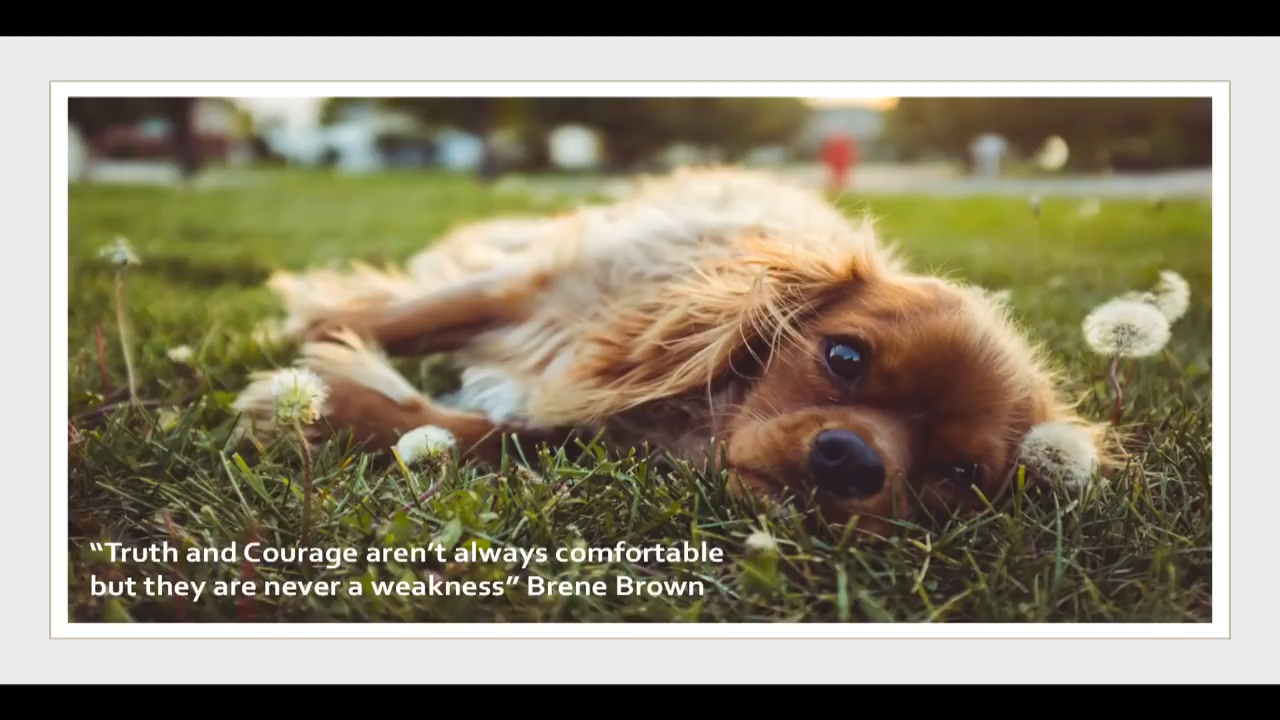 “Truth and Courage aren’t always comfortable
but they are never a weakness” Brene Brown